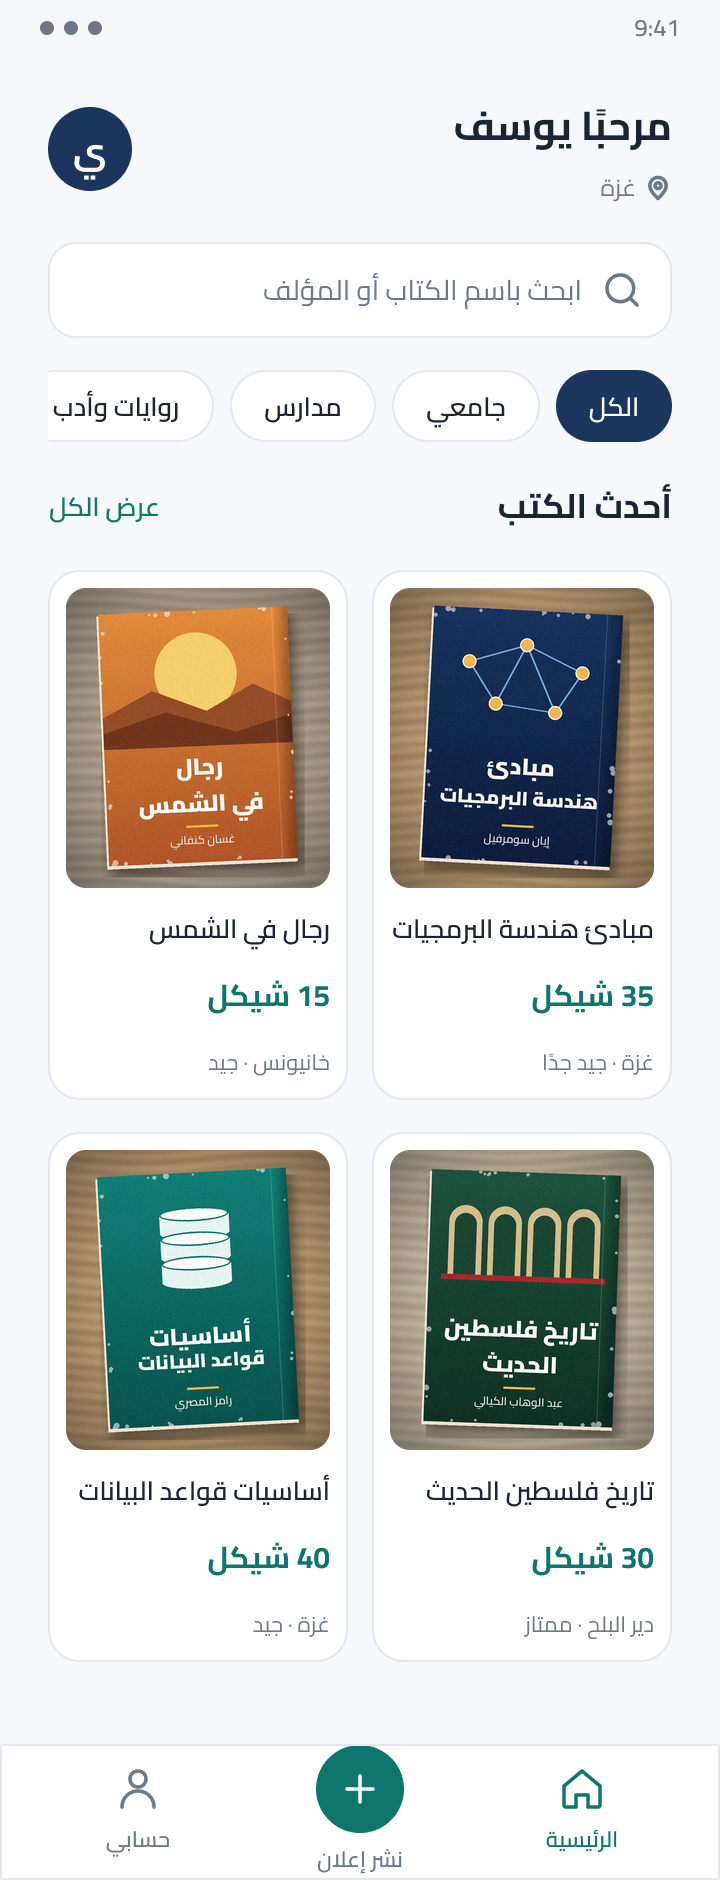 9:41
مرحبًا يوسف
ي
غزة
ابحث باسم الكتاب أو المؤلف
الكل
جامعي
مدارس
روايات وأدب
أحدث الكتب
عرض الكل
مبادئ
هندسة البرمجيات
إيان سومرفيل
مبادئ هندسة البرمجيات
35 شيكل
غزة · جيد جدًا
رجال
في الشمس
غسان كنفاني
رجال في الشمس
15 شيكل
خانيونس · جيد
تاريخ فلسطين
الحديث
عبد الوهاب الكيالي
تاريخ فلسطين الحديث
30 شيكل
دير البلح · ممتاز
أساسيات
قواعد البيانات
رامز المصري
أساسيات قواعد البيانات
40 شيكل
غزة · جيد
الرئيسية
نشر إعلان
حسابي